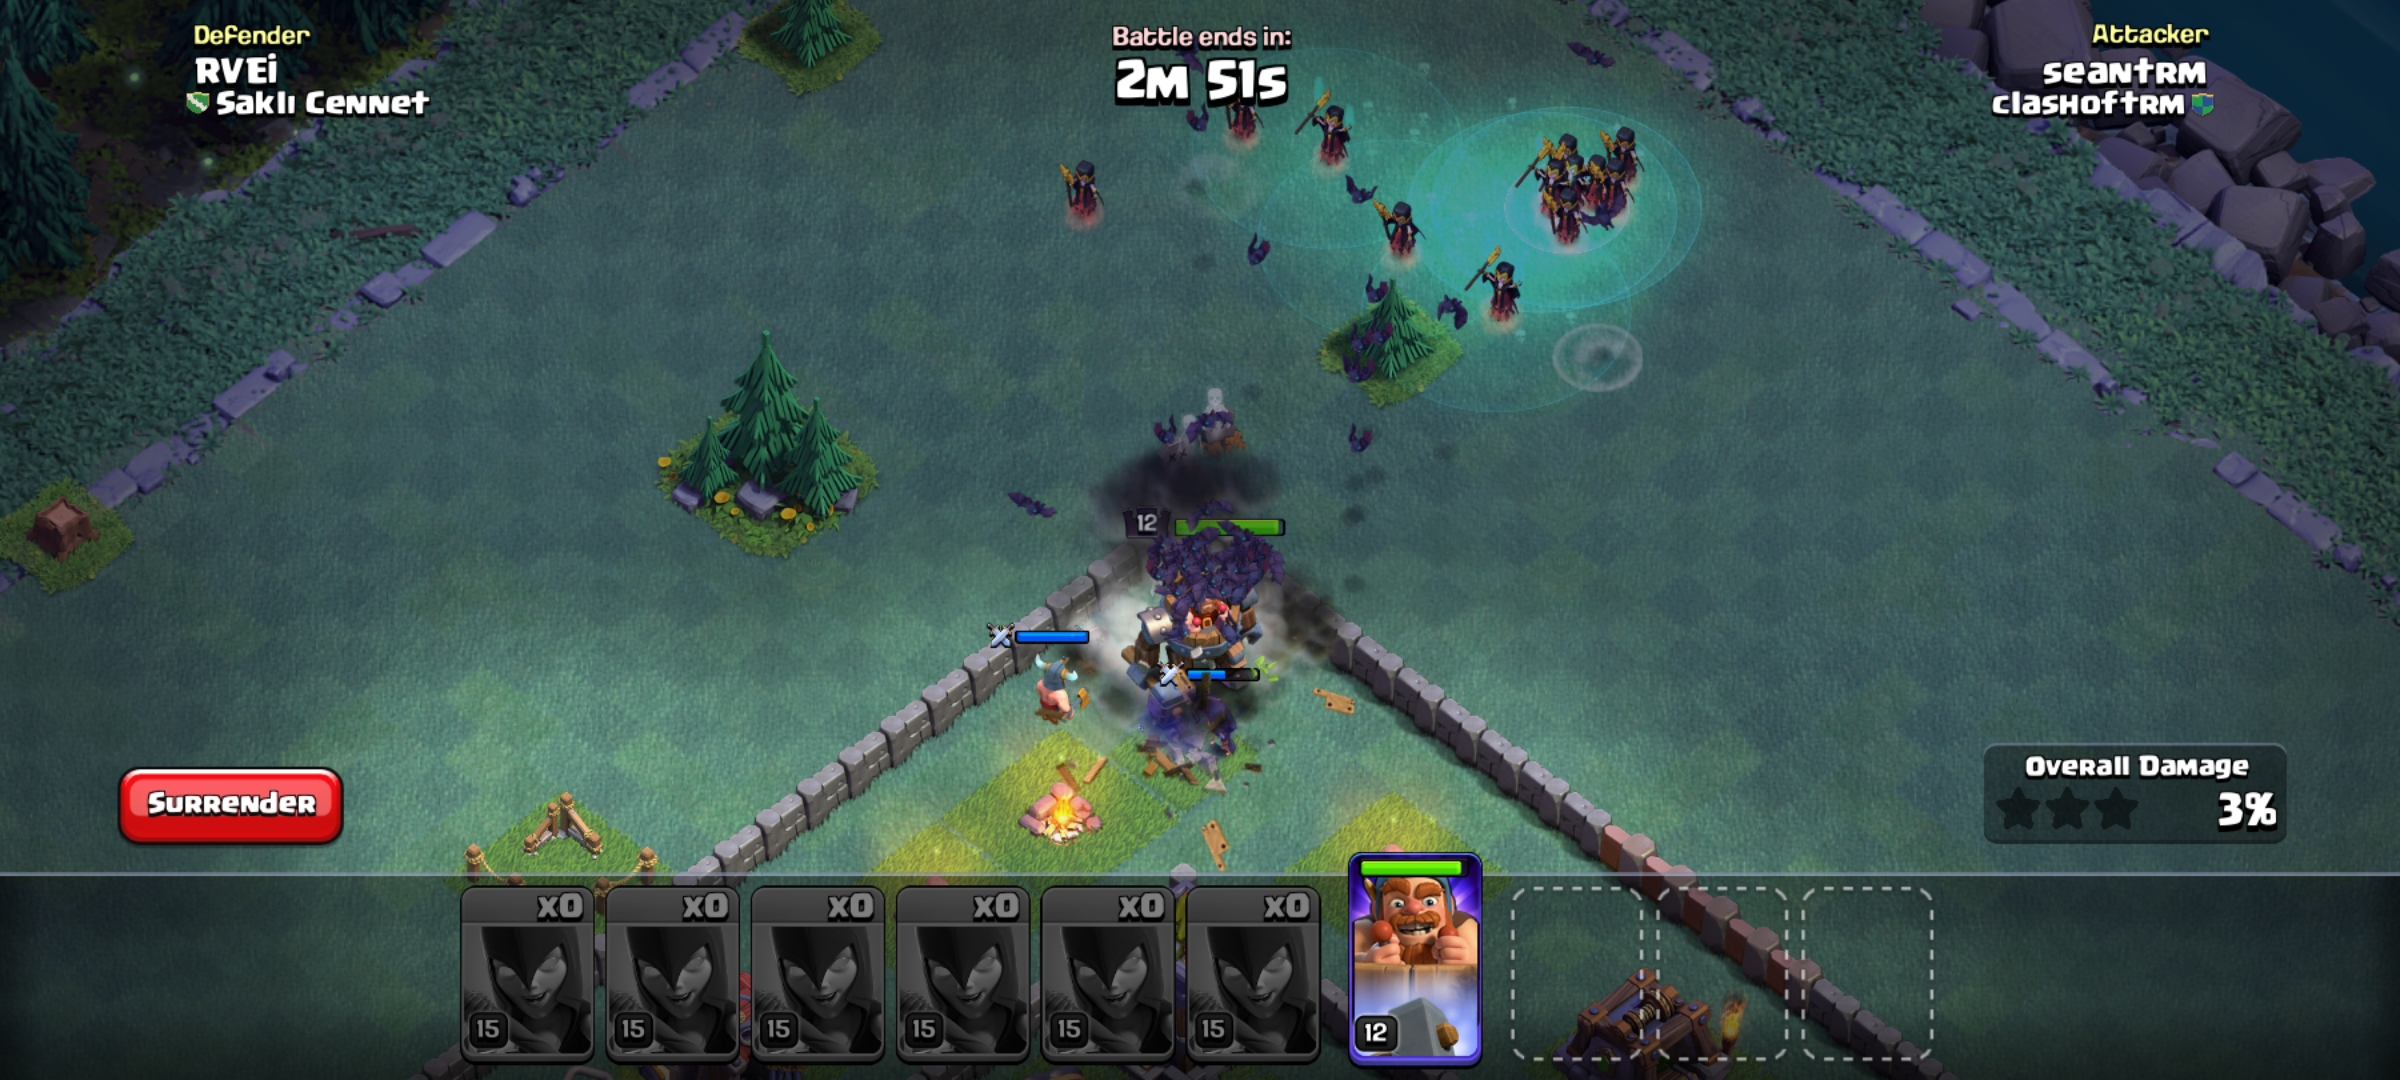 Defender
RVEi
Saklı Cennet
Battle ends in:
2M 51s
Attacker
seantrm
clashoftrm
12
Surrender
Overall Damage
3%
x0
x0
x0
x0
x0
x0
15
15
15
15
15
15
12